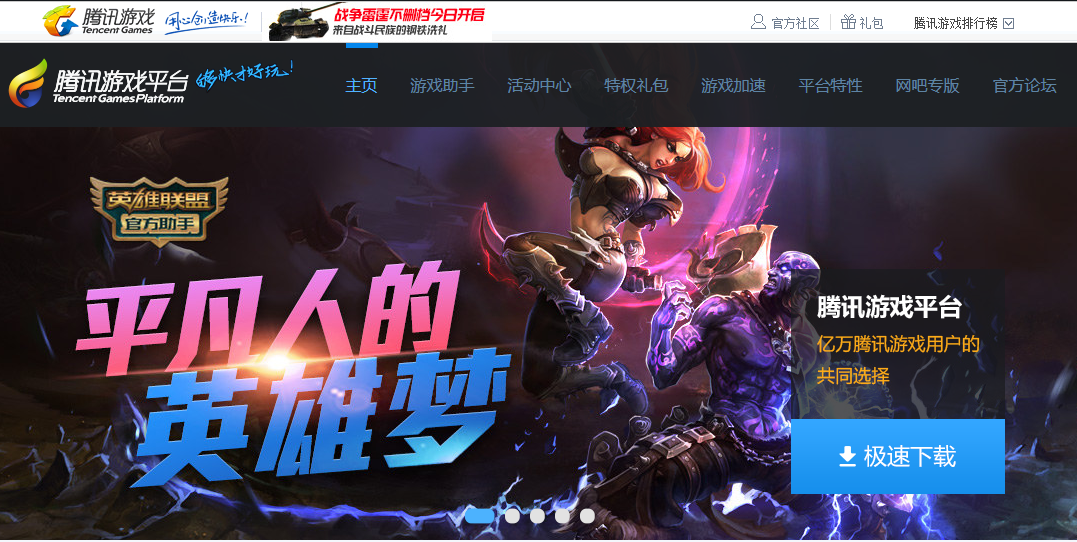 腾讯游戏
Tencent Games
用心创造快乐!
战争雷霆不删档今日开启
来自战斗民族的钢铁洗礼
官方社区
礼包
腾讯游戏排行榜
腾讯游戏平台
Tencent Games Platform
够快才好玩!
主页
游戏助手
活动中心
特权礼包
游戏加速
平台特性
网吧专版
官方论坛
英雄联盟
官方助手
平凡人的
英雄梦
腾讯游戏平台
亿万腾讯游戏用户的
共同选择
极速下载